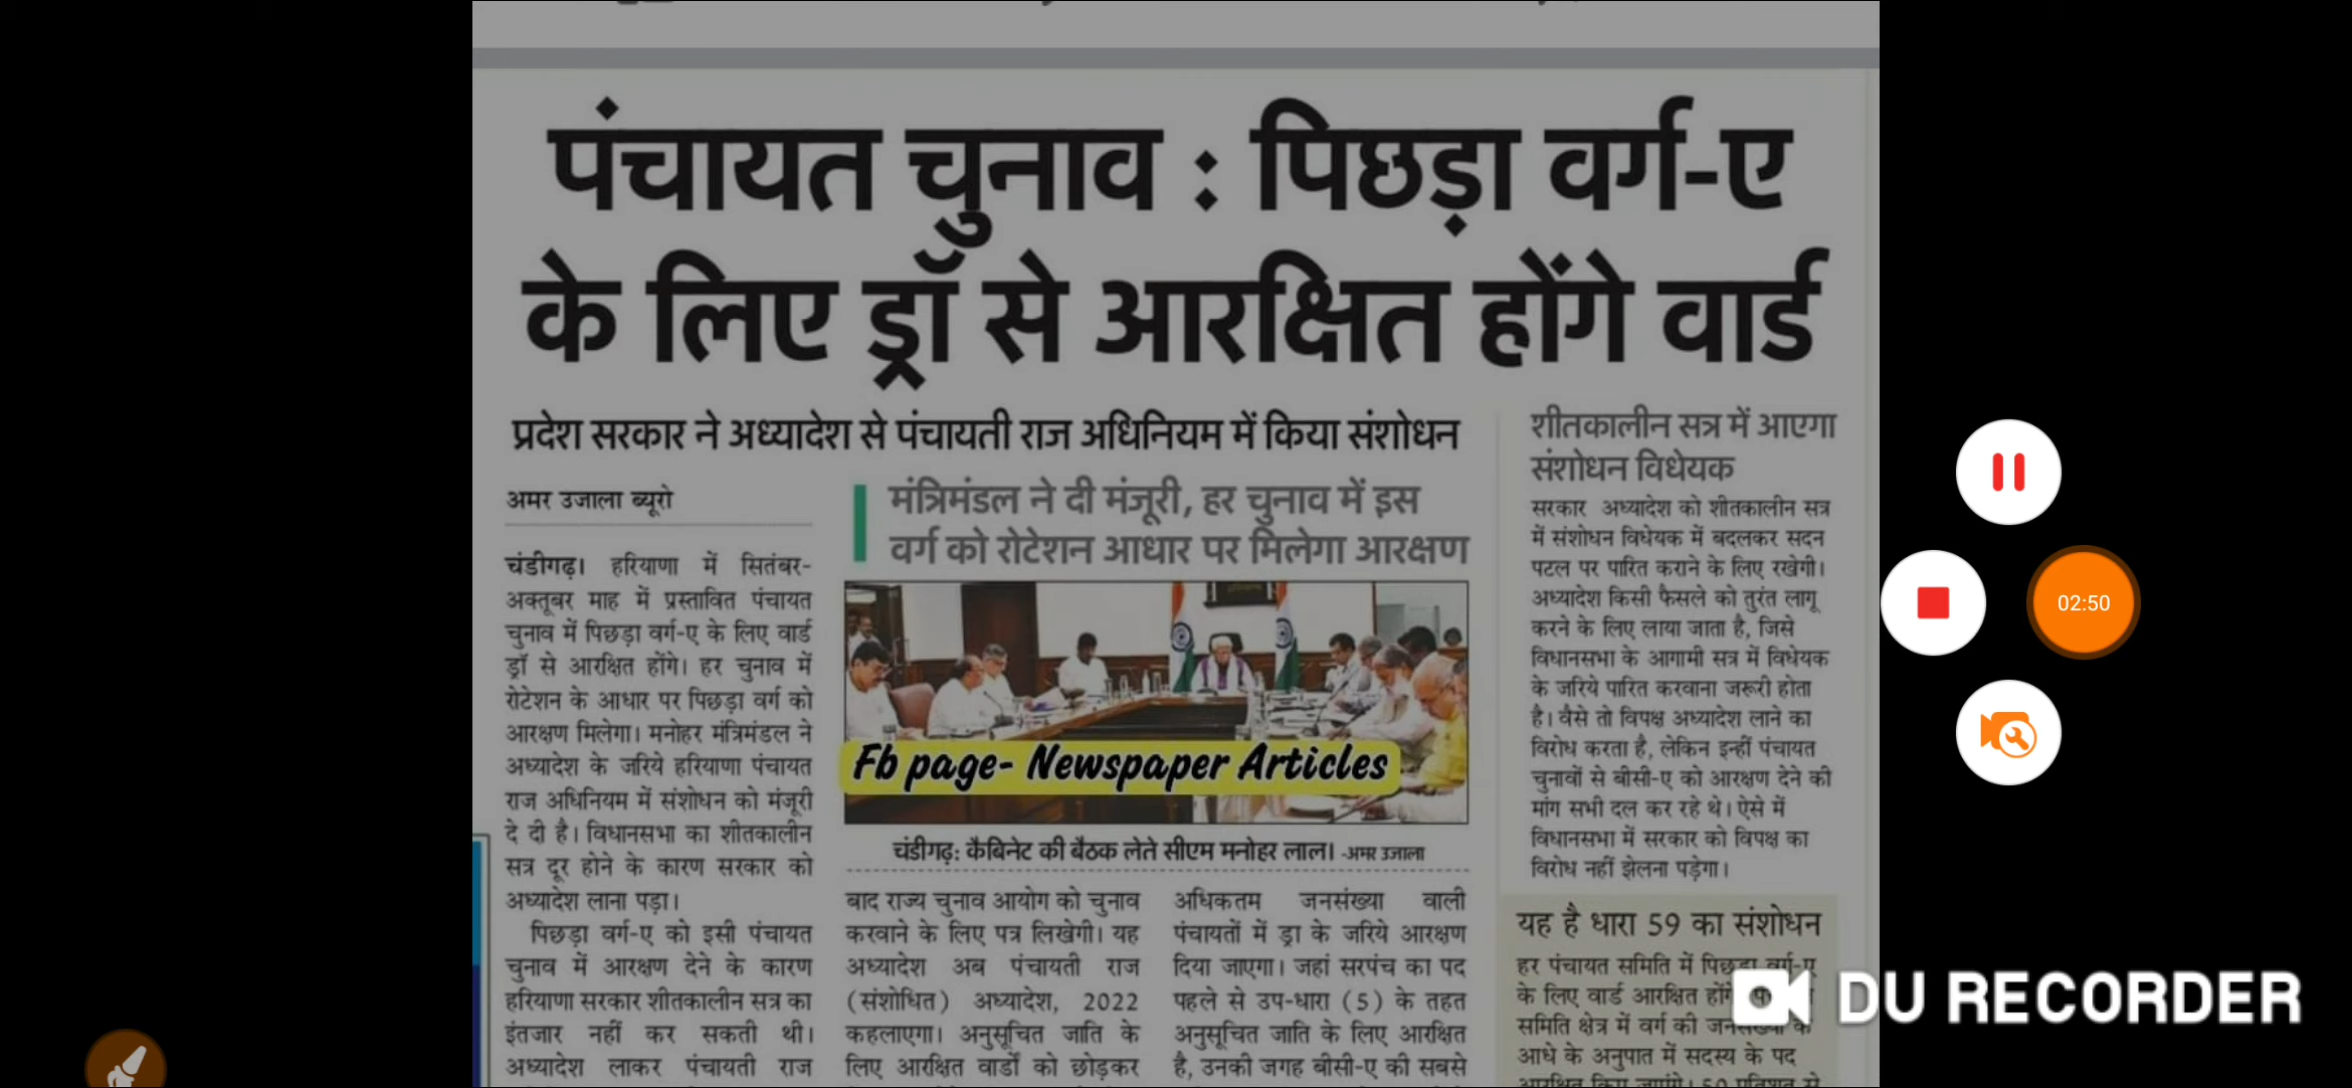 पंचायत चुनाव : पिछड़ा वर्ग-ए
के लिए ड्रॉ से आरक्षित होंगे वार्ड
प्रदेश सरकार ने अध्यादेश से पंचायती राज अधिनियम में किया संशोधन
अमर उजाला ब्यूरो
चंडीगढ़। हरियाणा में सितंबर-
अक्तूबर माह में प्रस्तावित पंचायत
चुनाव में पिछड़ा वर्ग-ए के लिए वार्ड
ड्रॉ से आरक्षित होंगे। हर चुनाव में
रोटेशन के आधार पर पिछड़ा वर्ग को
आरक्षण मिलेगा। मनोहर मंत्रिमंडल ने
अध्यादेश के जरिये हरियाणा पंचायत
राज अधिनियम में संशोधन को मंजूरी
दे दी है। विधानसभा का शीतकालीन
सत्र दूर होने के कारण सरकार को
अध्यादेश लाना पड़ा।
पिछड़ा वर्ग-ए को इसी पंचायत
चुनाव में आरक्षण देने के कारण
हरियाणा सरकार शीतकालीन सत्र का
इंतजार नहीं कर सकती थी।
अध्यादेश लाकर पंचायती राज
मंत्रिमंडल ने दी मंजूरी, हर चुनाव में इस
वर्ग को रोटेशन आधार पर मिलेगा आरक्षण
Fb page- Newspaper Articles
चंडीगढ़: कैबिनेट की बैठक लेते सीएम मनोहर लाल। -अमर उजाला
बाद राज्य चुनाव आयोग को चुनाव
करवाने के लिए पत्र लिखेगी। यह
अध्यादेश अब पंचायती राज
(संशोधित) अध्यादेश, 2022
कहलाएगा। अनुसूचित जाति के
लिए आरक्षित वार्डों को छोड़कर
अधिकतम जनसंख्या वाली
पंचायतों में ड्रा के जरिये आरक्षण
दिया जाएगा। जहां सरपंच का पद
पहले से उप-धारा (5) के तहत
अनुसूचित जाति के लिए आरक्षित
है, उनकी जगह बीसी-ए की सबसे
शीतकालीन सत्र में आएगा
संशोधन विधेयक
सरकार अध्यादेश को शीतकालीन सत्र
में संशोधन विधेयक में बदलकर सदन
पटल पर पारित कराने के लिए रखेगी।
अध्यादेश किसी फैसले को तुरंत लागू
करने के लिए लाया जाता है, जिसे
विधानसभा के आगामी सत्र में विधेयक
के जरिये पारित करवाना जरूरी होता
है। वैसे तो विपक्ष अध्यादेश लाने का
विरोध करता है, लेकिन इन्हीं पंचायत
चुनावों से बीसी-ए को आरक्षण देने की
मांग सभी दल कर रहे थे। ऐसे में
विधानसभा में सरकार को विपक्ष का
विरोध नहीं झेलना पड़ेगा।
यह है धारा 59 का संशोधन
हर पंचायत समिति में पिछड़ा वर्ग-ए
के लिए वार्ड आरक्षित
समिति क्षेत्र में वर्ग की जनसंख्या के
आधे के अनुपात में सदस्य के पद
02:50
DU RECORDER